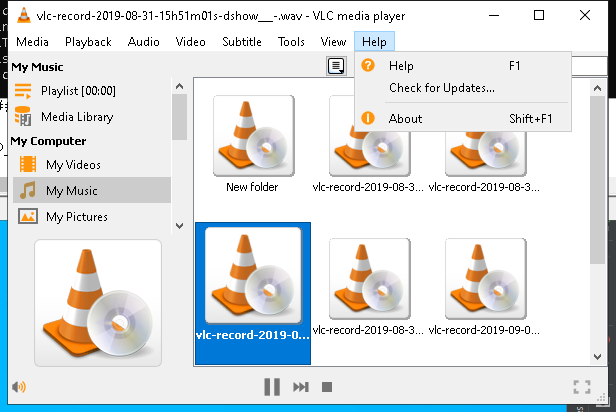 vlc-record-2019-08-31-15h51m01s-dshow__-.wav - VLC media player
Media Playback Audio Video Subtitle Tools View Help
My Music
Playlist [00:00]
Media Library
My Computer
My Videos
My Music
My Pictures
Help F1
Check for Updates...
About Shift+F1
New folder
vlc-record-2019-08-3...
vlc-record-2019-08-3...
vlc-record-2019-0...
vlc-record-2019-08-3...
vlc-record-2019-09-0...